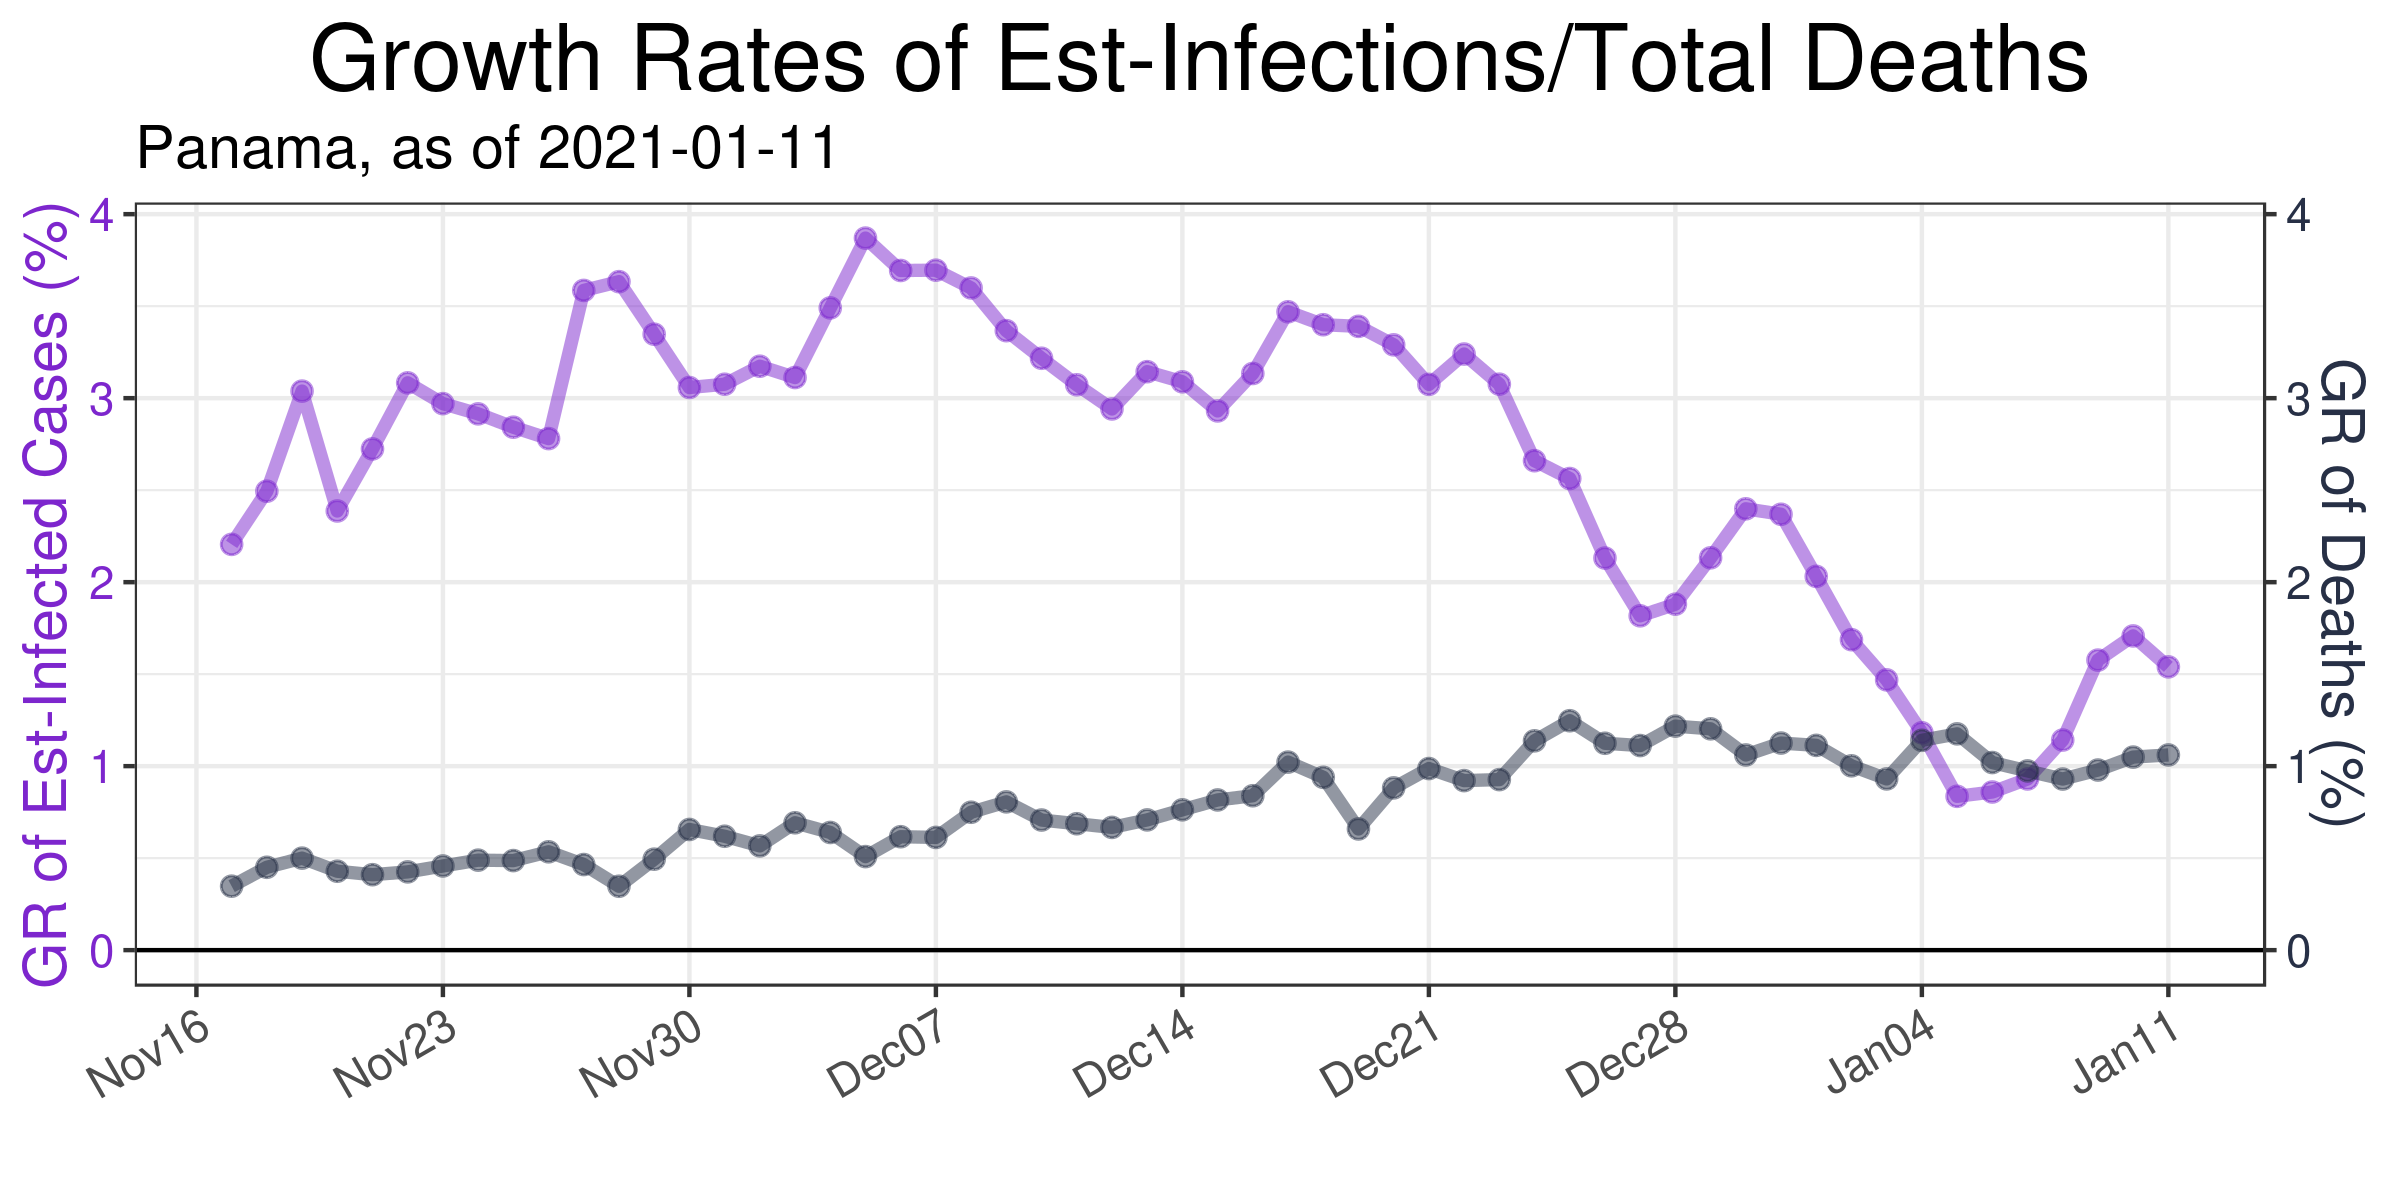 Growth Rates of Est-Infections/Total Deaths
Panama, as of 2021-01-11
GR of Est-Infected Cases (%)
4
3
2
1
0
4
3
2
1
0
GR of Deaths (%)
Nov16
Nov23
Nov30
Dec07
Dec14
Dec21
Dec28
Jan04
Jan11